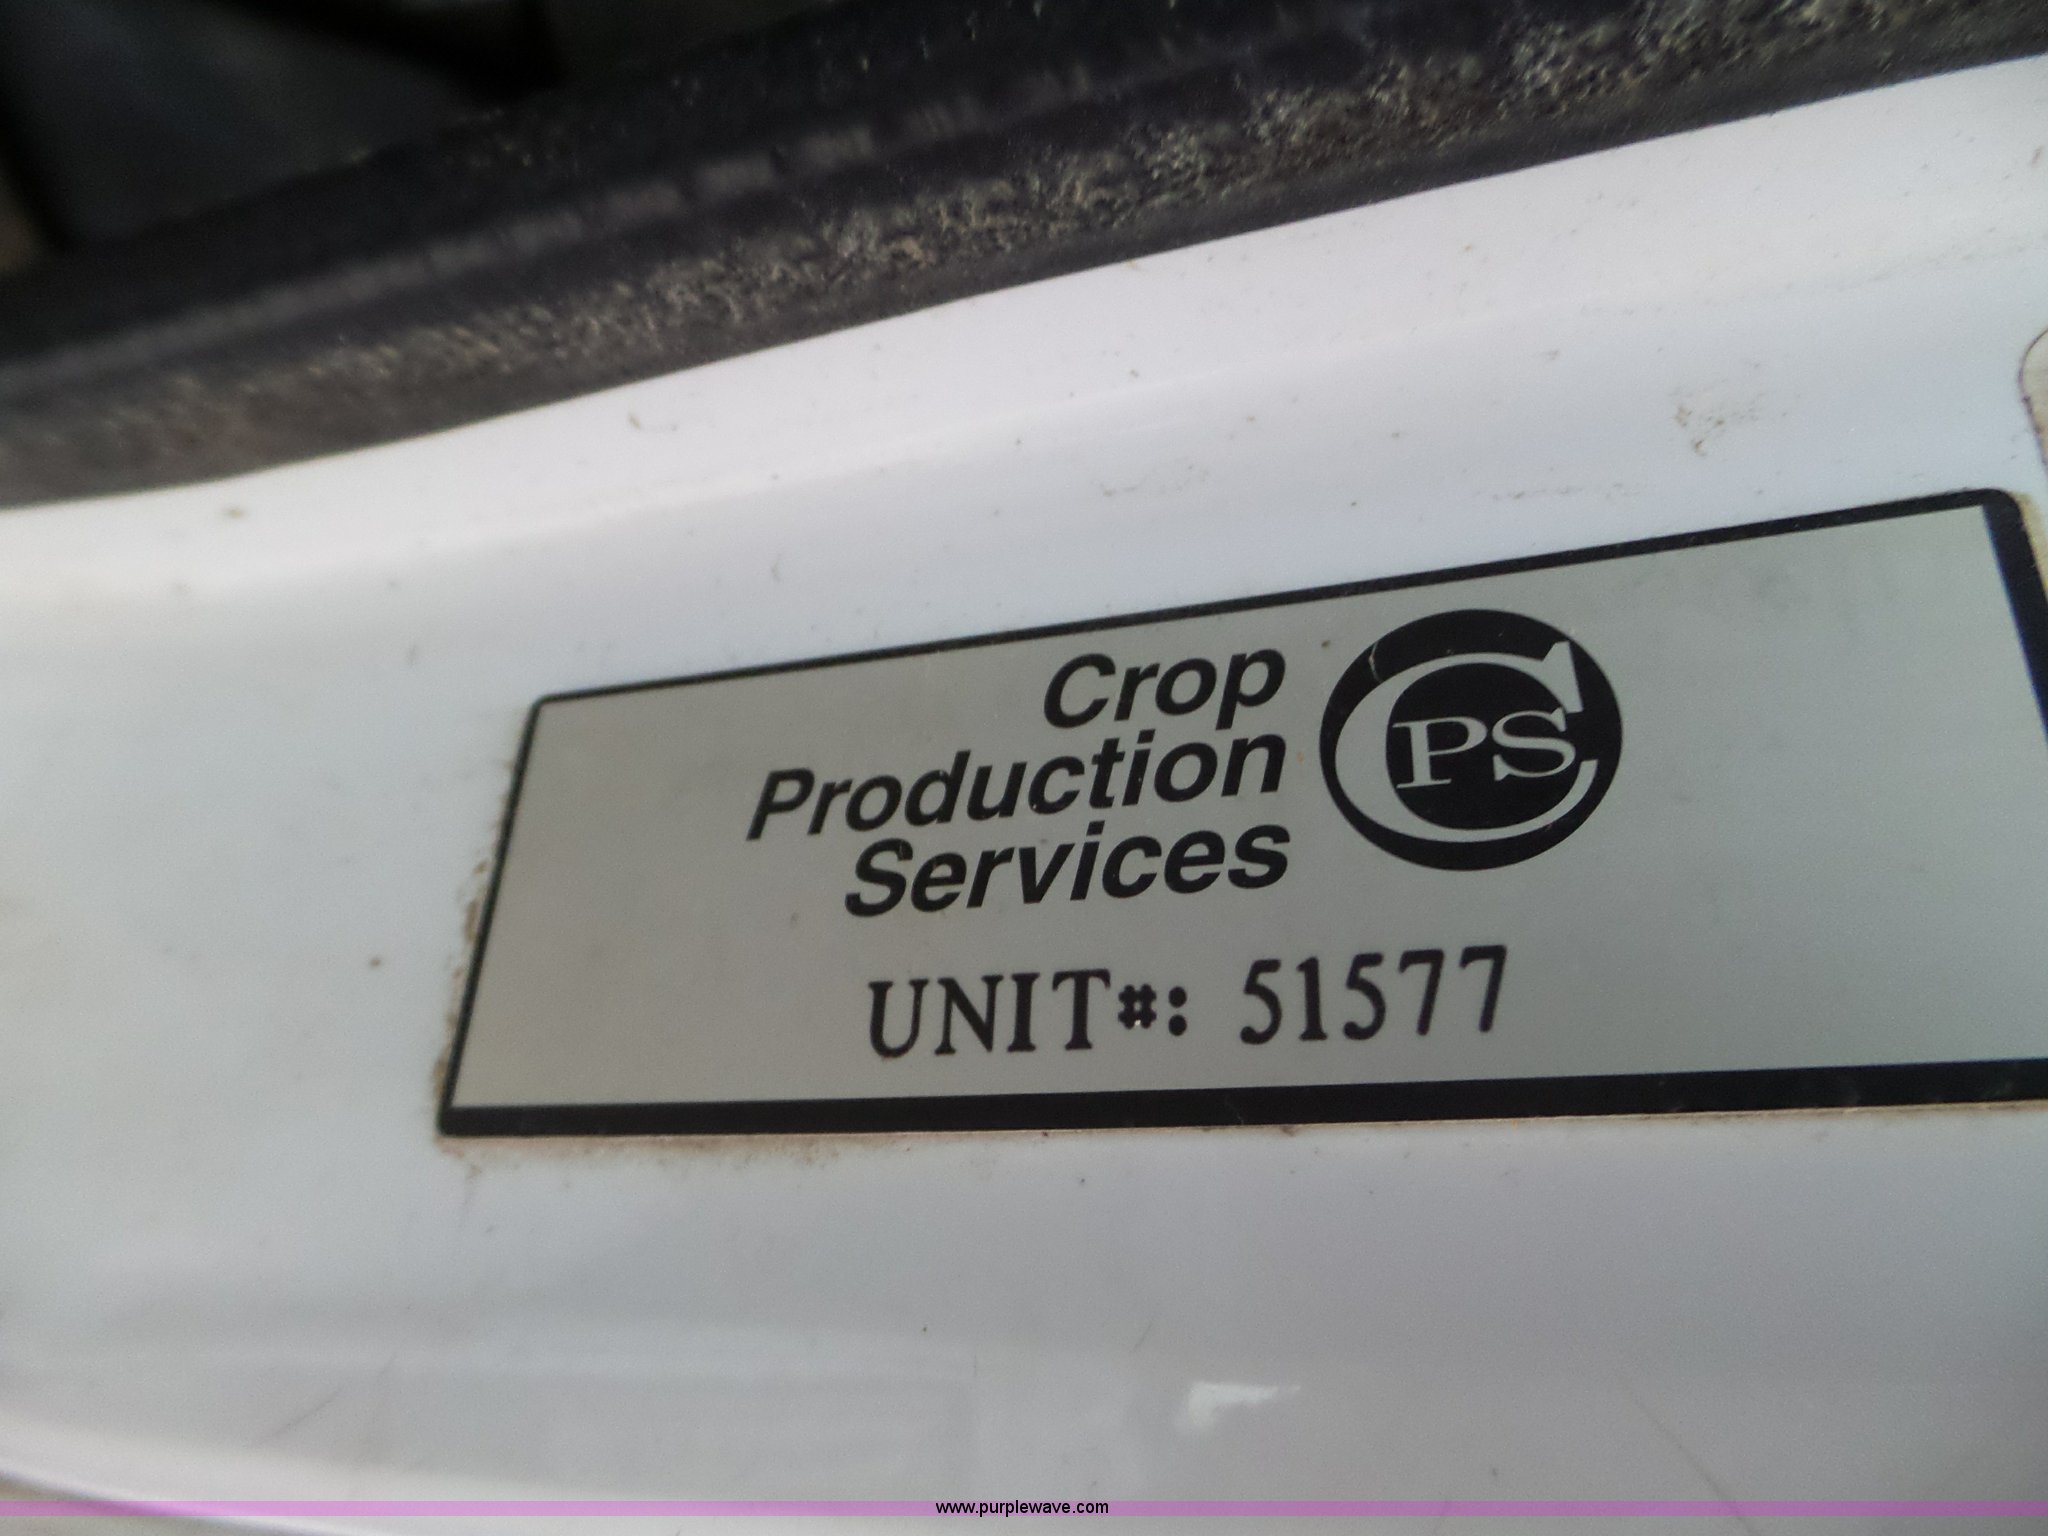 Crop
Production
Services
CPS
UNIT#: 51577
www.purplewave.com